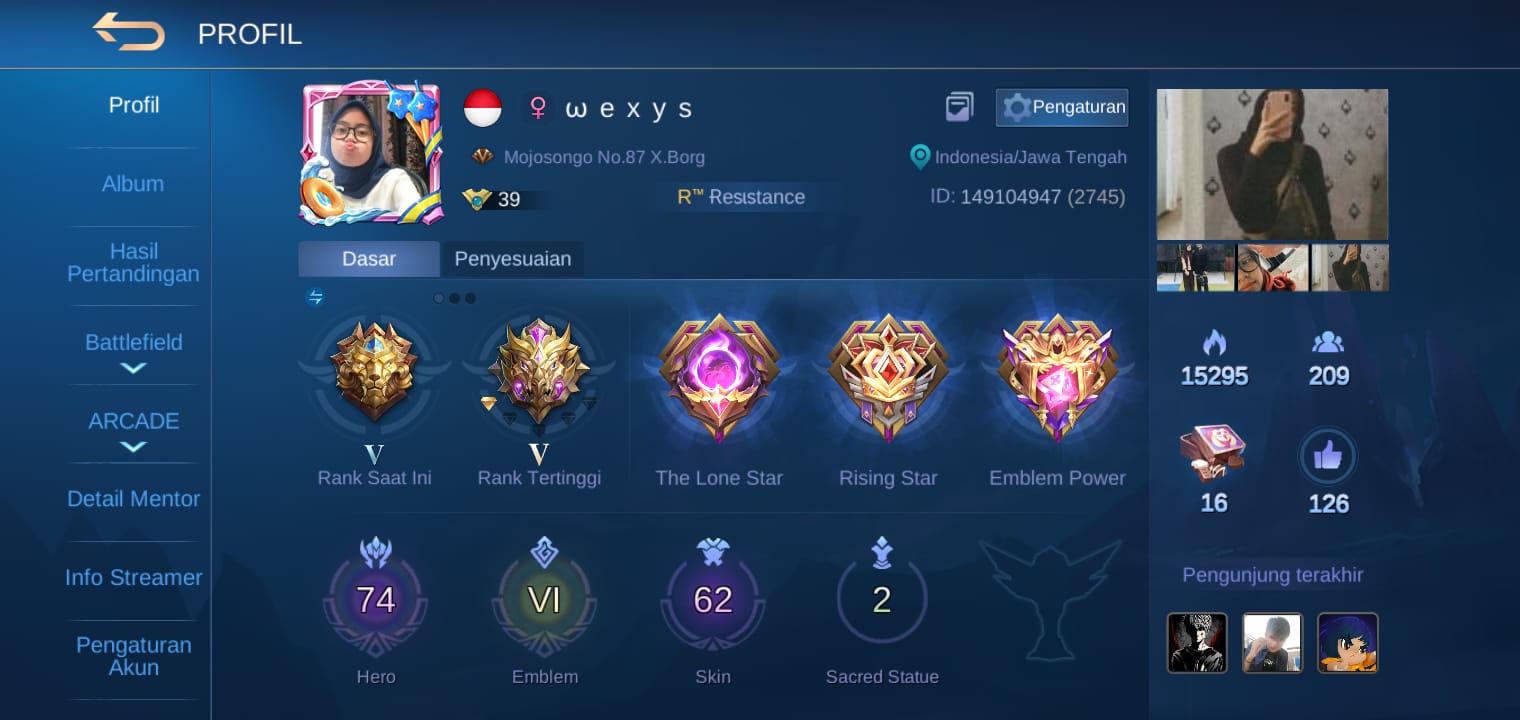 PROFIL
Profil
Album
Hasil
Pertandingan
Battlefield
ARCADE
Detail Mentor
Info Streamer
Pengaturan
Akun
ω e x y s
Pengaturan
Mojosongo No.87 X.Borg
Indonesia/Jawa Tengah
39
R™ Resıstance
ID: 149104947 (2745)
Dasar
Penyesuaian
V
V
Rank Saat Ini
Rank Tertinggi
The Lone Star
Rising Star
Emblem Power
74
VI
62
2
Hero
Emblem
Skin
Sacred Statue
15295
209
16
126
Pengunjung terakhir